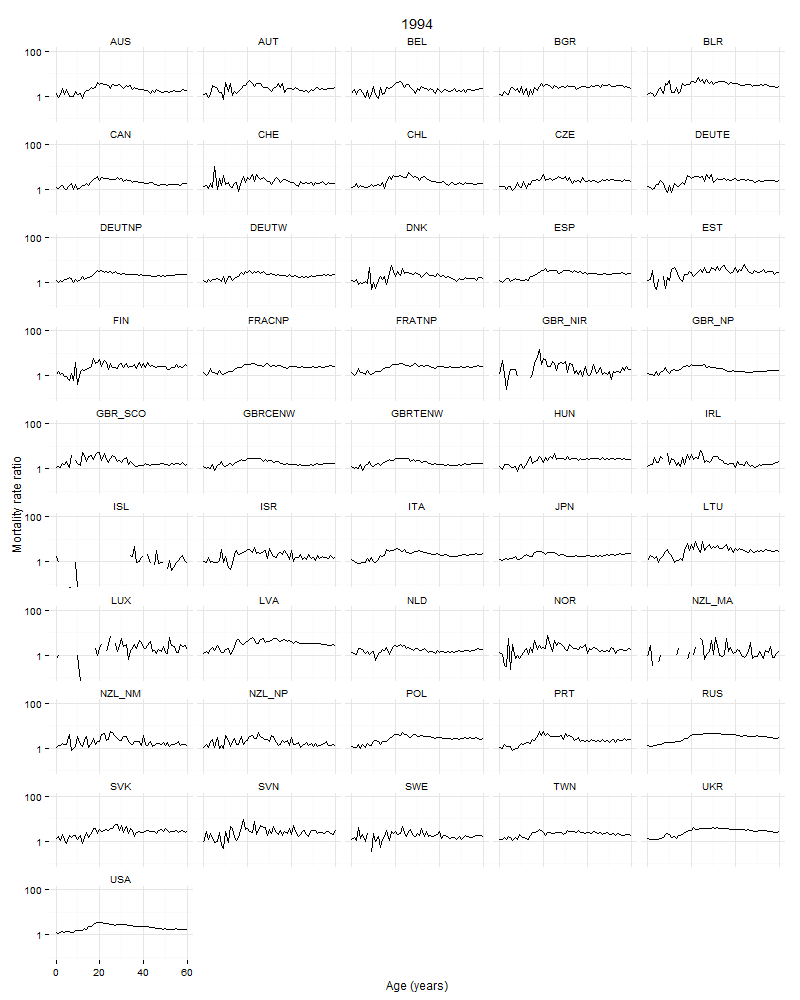 1994
AUS AUT BEL BGR BLR
100
1
CAN CHE CHL CZE DEUTE
100
1
DEUTNP DEUTW DNK ESP EST
100
1
FIN FRACNP FRATNP GBR_NIR GBR_NP
100
1
GBR_SCO GBRCENW GBRTENW HUN IRL
100
1
Mortality rate ratio
ISL ISR ITA JPN LTU
100
1
LUX LVA NLD NOR NZL_MA
100
1
NZL_NM NZL_NP POL PRT RUS
100
1
SVK SVN SWE TWN UKR
100
1
USA
100
1
0 20 40 60
Age (years)